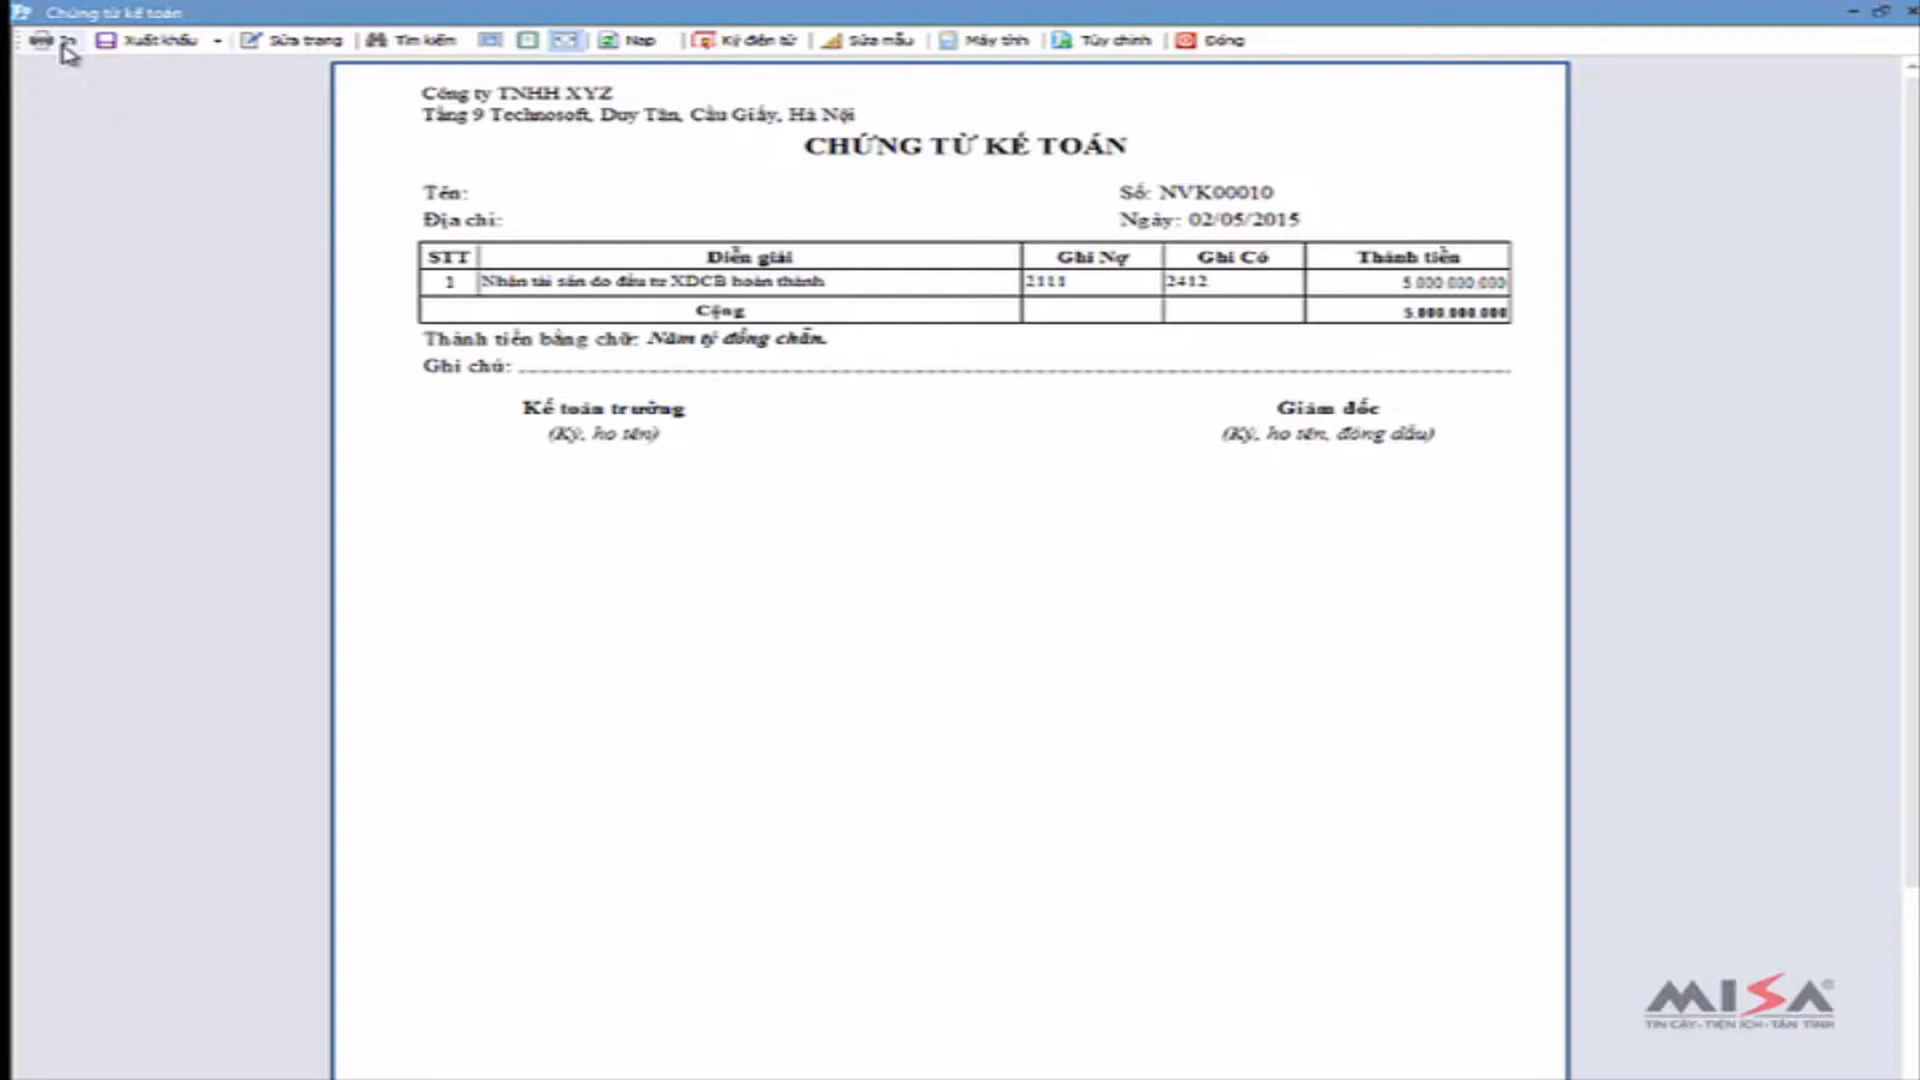 Chứng từ kế toán
In Xuất khẩu Sửa trang Tìm kiếm Nạp Ký điện tử Sửa mẫu Máy tính Tùy chỉnh Đóng
Công ty TNHH XYZ
Tầng 9 Technosoft, Duy Tân, Cầu Giấy, Hà Nội
CHỨNG TỪ KẾ TOÁN
Tên:
Số: NVK00010
Địa chỉ:
Ngày: 02/05/2015
STT Diễn giải Ghi Nợ Ghi Có Thành tiền
1 Nhận tài sản do đầu tư XDCB hoàn thành 2111 2412 5.000.000.000
Cộng 5.000.000.000
Thành tiền bằng chữ: Năm tỷ đồng chẵn.
Ghi chú:
Kế toán trưởng Giám đốc
(Ký, họ tên) (Ký, họ tên, đóng dấu)
MISA
TIN CẬY - TIỆN ÍCH - TẬN TÌNH